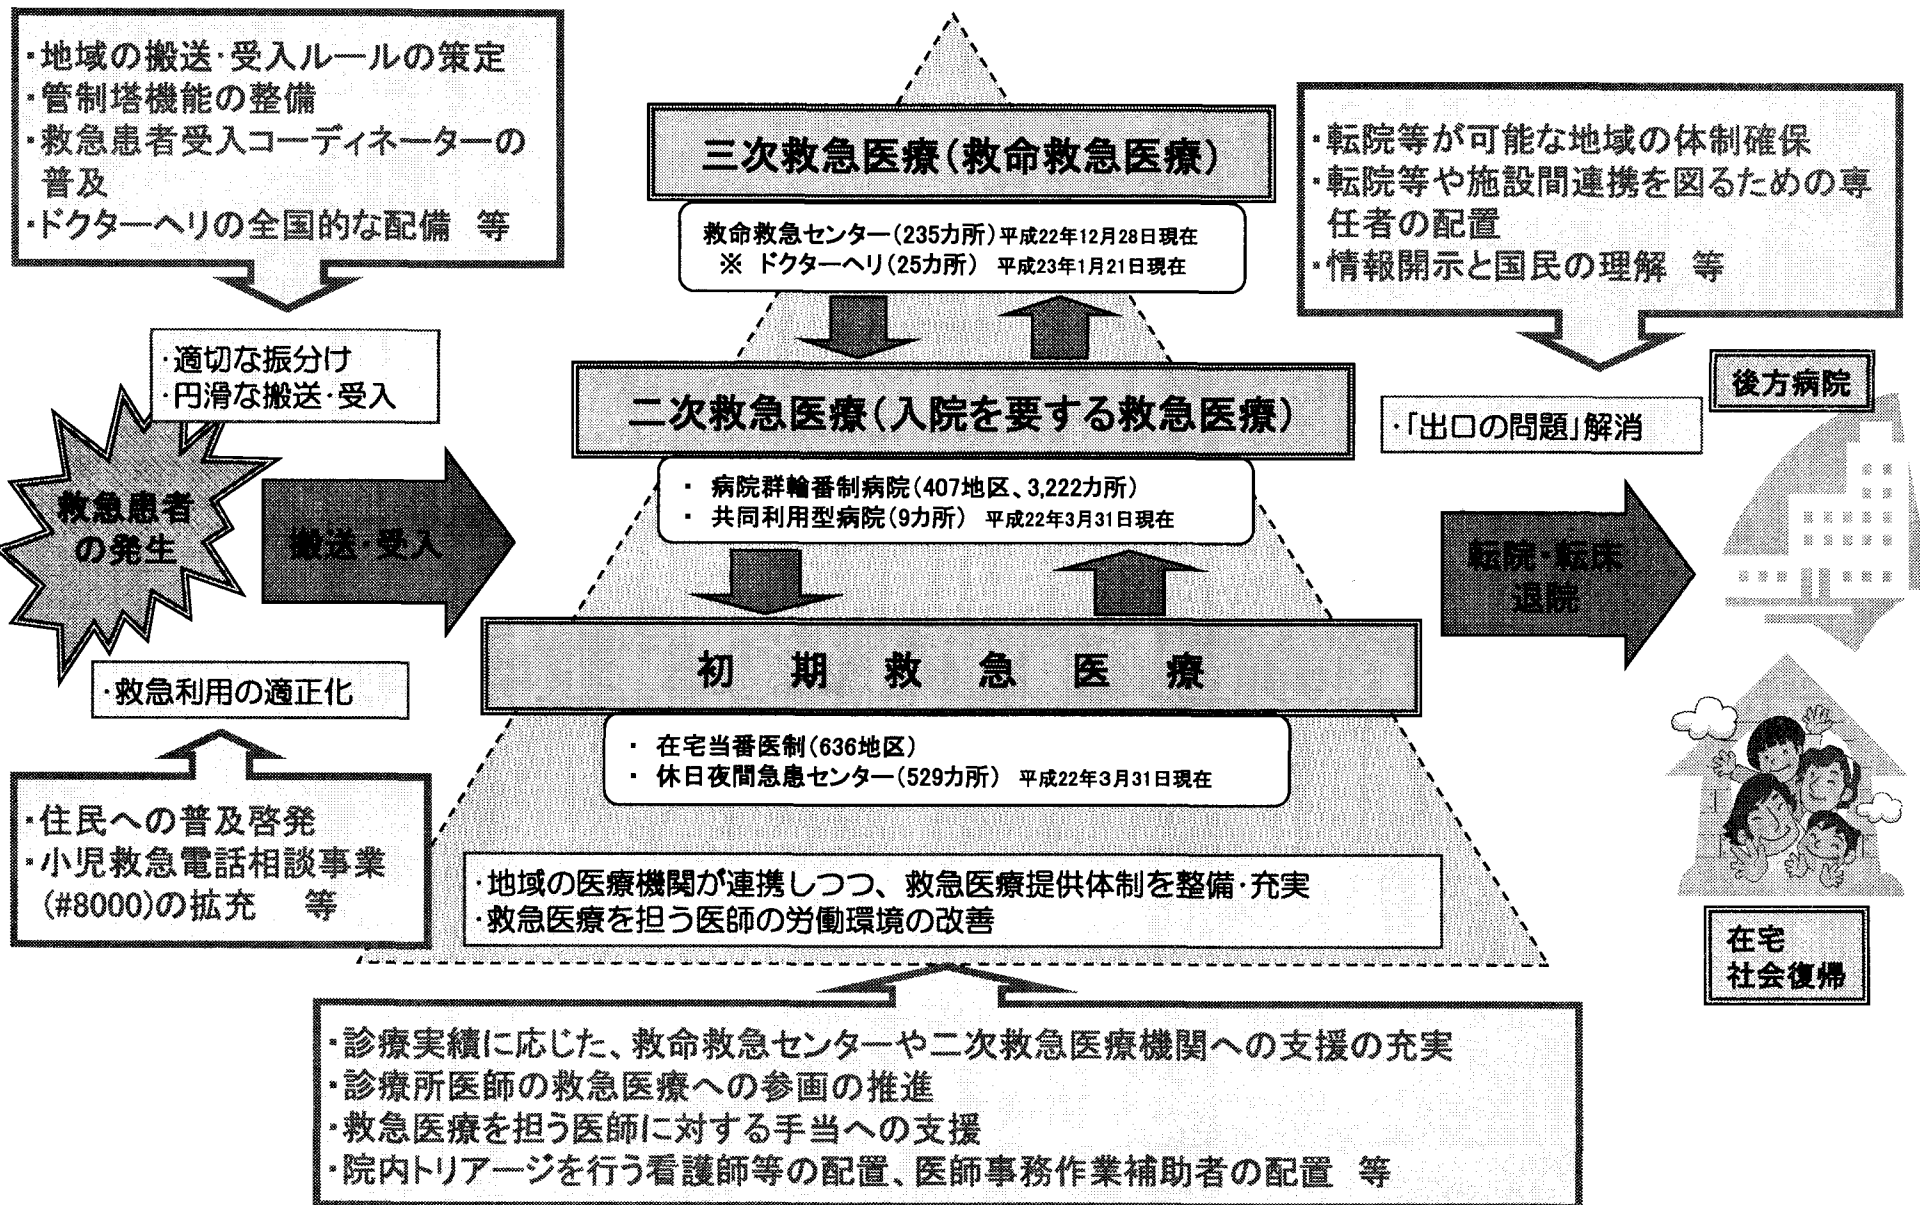 ・地域の搬送・受入ルールの策定
・管制塔機能の整備
・救急患者受入コーディネーターの
普及
・ドクターヘリの全国的な配備　等
・適切な振分け
・円滑な搬送・受入
救急患者
の発生
搬送・受入
・救急利用の適正化
・住民への普及啓発
・小児救急電話相談事業
(#8000)の拡充　等
三次救急医療（救命救急医療）
救命救急センター（235カ所）平成22年12月28日現在
※ ドクターヘリ（25カ所） 平成23年1月21日現在
二次救急医療（入院を要する救急医療）
・ 病院群輪番制病院（407地区、3,222カ所）
・ 共同利用型病院（9カ所） 平成22年3月31日現在
初期救急医療
・ 在宅当番医制（636地区）
・ 休日夜間急患センター（529カ所） 平成22年3月31日現在
・地域の医療機関が連携しつつ、救急医療提供体制を整備・充実
・救急医療を担う医師の労働環境の改善
・診療実績に応じた、救命救急センターや二次救急医療機関への支援の充実
・診療所医師の救急医療への参画の推進
・救急医療を担う医師に対する手当への支援
・院内トリアージを行う看護師等の配置、医師事務作業補助者の配置　等
・転院等が可能な地域の体制確保
・転院等や施設間連携を図るための専
任者の配置
・情報開示と国民の理解　等
・「出口の問題」解消
後方病院
転院・転床
退院
在宅
社会復帰